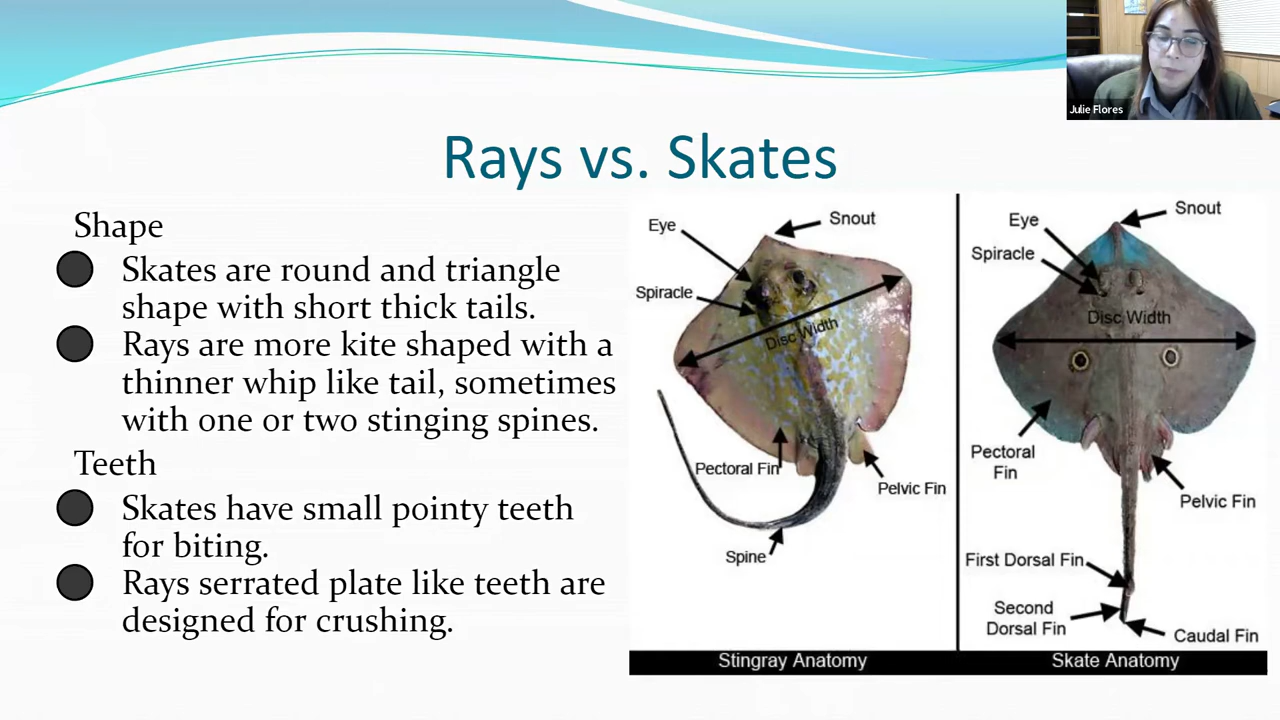 Julie Flores
Rays vs. Skates
Shape
Skates are round and triangle
shape with short thick tails.
Rays are more kite shaped with a
thinner whip like tail, sometimes
with one or two stinging spines.
Teeth
Skates have small pointy teeth
for biting.
Rays serrated plate like teeth are
designed for crushing.
Eye
Snout
Spiracle
Disc Width
Pectoral Fin
Pelvic Fin
Spine
Stingray Anatomy
Snout
Eye
Spiracle
Disc Width
Pectoral
Fin
Pelvic Fin
First Dorsal Fin
Second
Dorsal Fin
Caudal Fin
Skate Anatomy